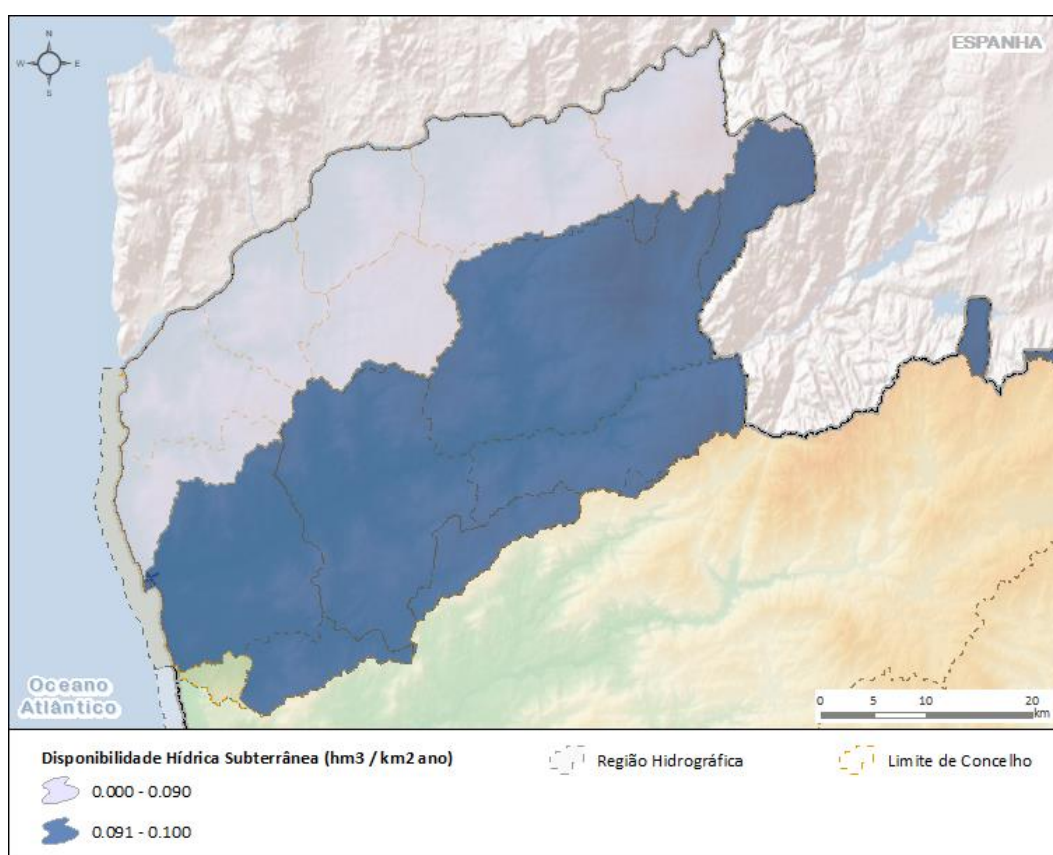 N
W E
S
ESPANHA
Oceano
Atlântico
0 5 10 20
km
Disponibilidade Hídrica Subterrânea (hm3 / km2 ano)
0.000 - 0.090
0.091 - 0.100
Região Hidrográfica
Limite de Concelho